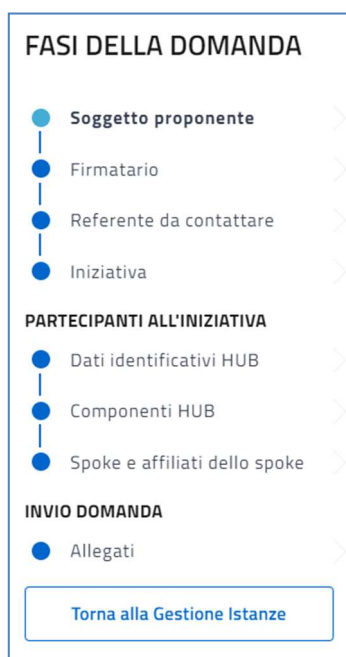 FASI DELLA DOMANDA
Soggetto proponente
Firmatario
Referente da contattare
Iniziativa
PARTECIPANTI ALL'INIZIATIVA
Dati identificativi HUB
Componenti HUB
Spoke e affiliati dello spoke
INVIO DOMANDA
Allegati
Torna alla Gestione Istanze